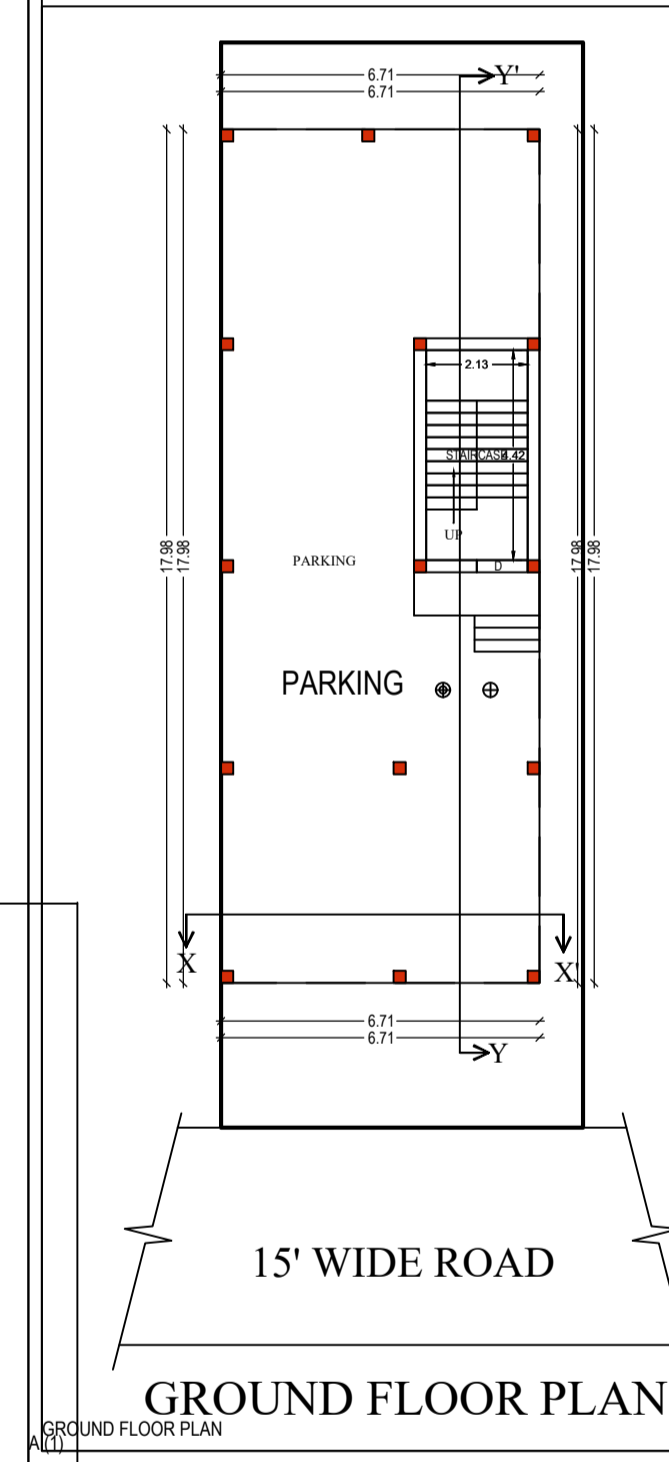 6.71
Y'
6.71
2.13
STAIRCASE
4.42
UP
17.98
17.98
17.98
17.98
PARKING
D
PARKING
X
X'
6.71
6.71
Y
15' WIDE ROAD
GROUND FLOOR PLAN
GROUND FLOOR PLAN
A (1)